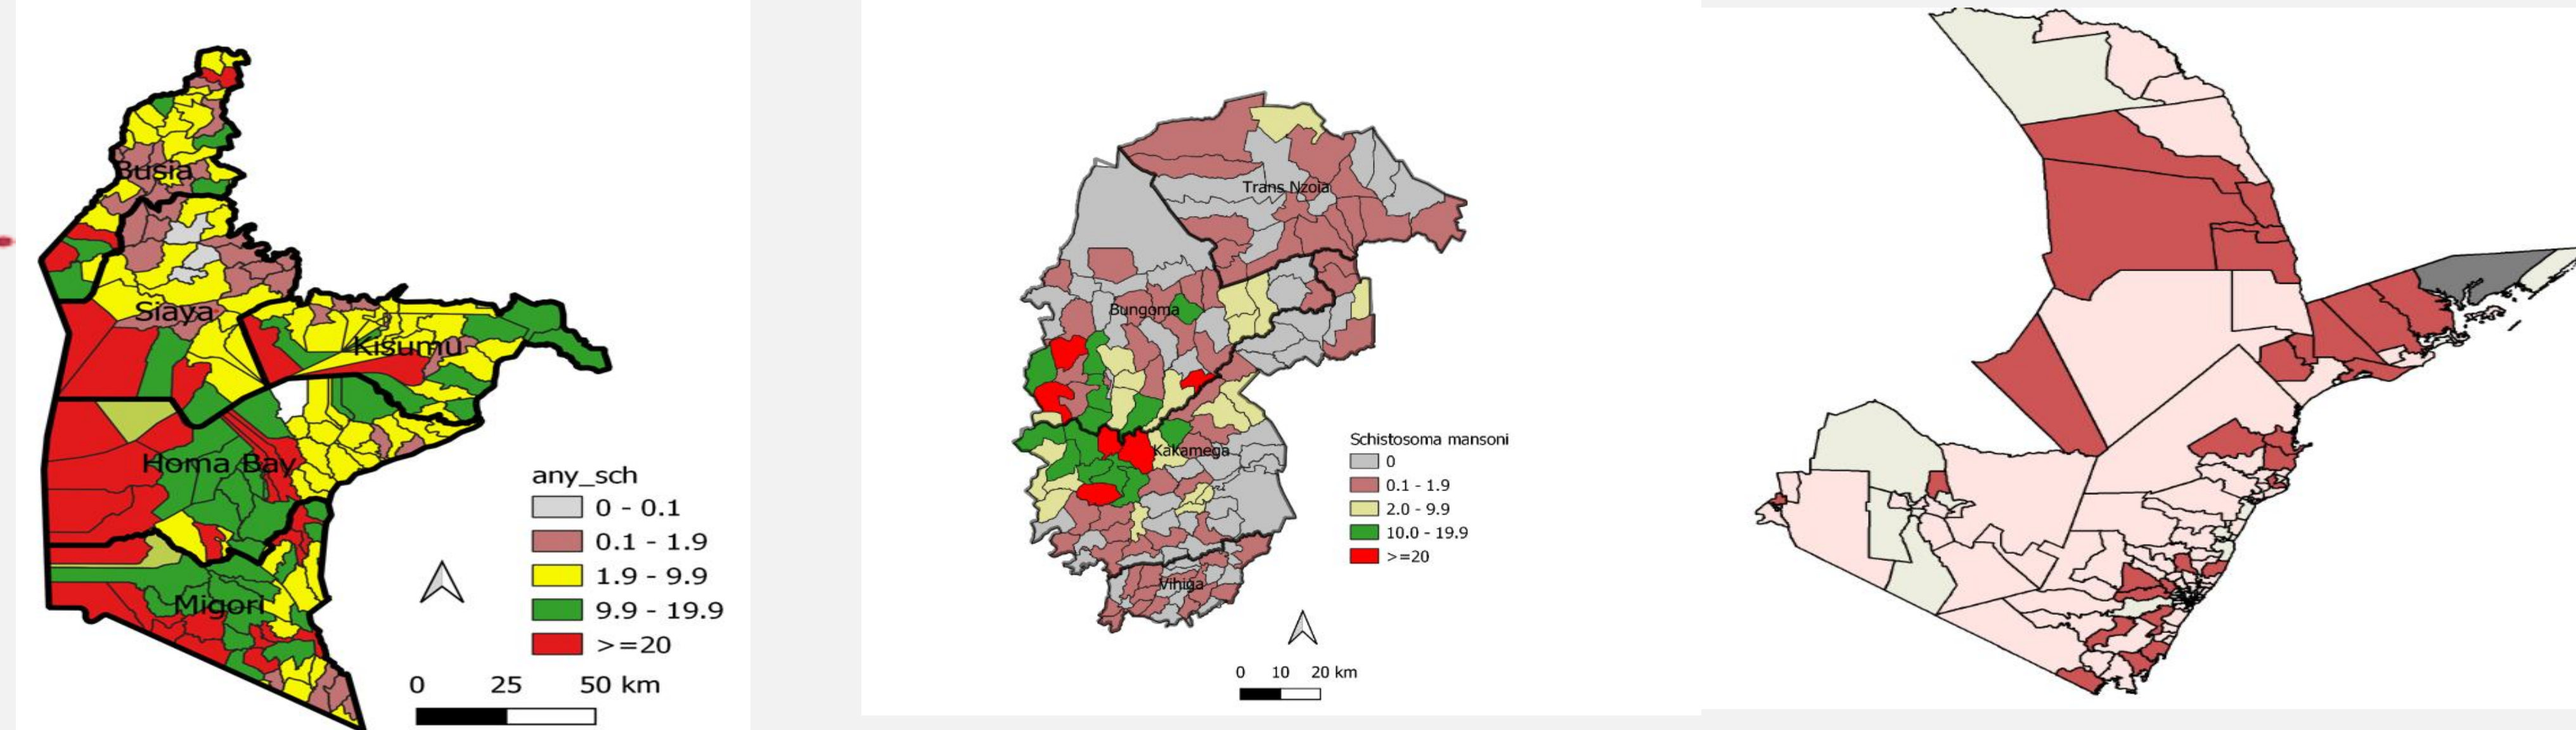 Busia
Siaya
Kisumu
Homa Bay
Migori
any_sch
0 - 0.1
0.1 - 1.9
1.9 - 9.9
9.9 - 19.9
>=20
0 25 50 km
Trans Nzoia
Bungoma
Kakamega
Vihiga
Schistosoma mansoni
0
0.1 - 1.9
2.0 - 9.9
10.0 - 19.9
>=20
0 10 20 km